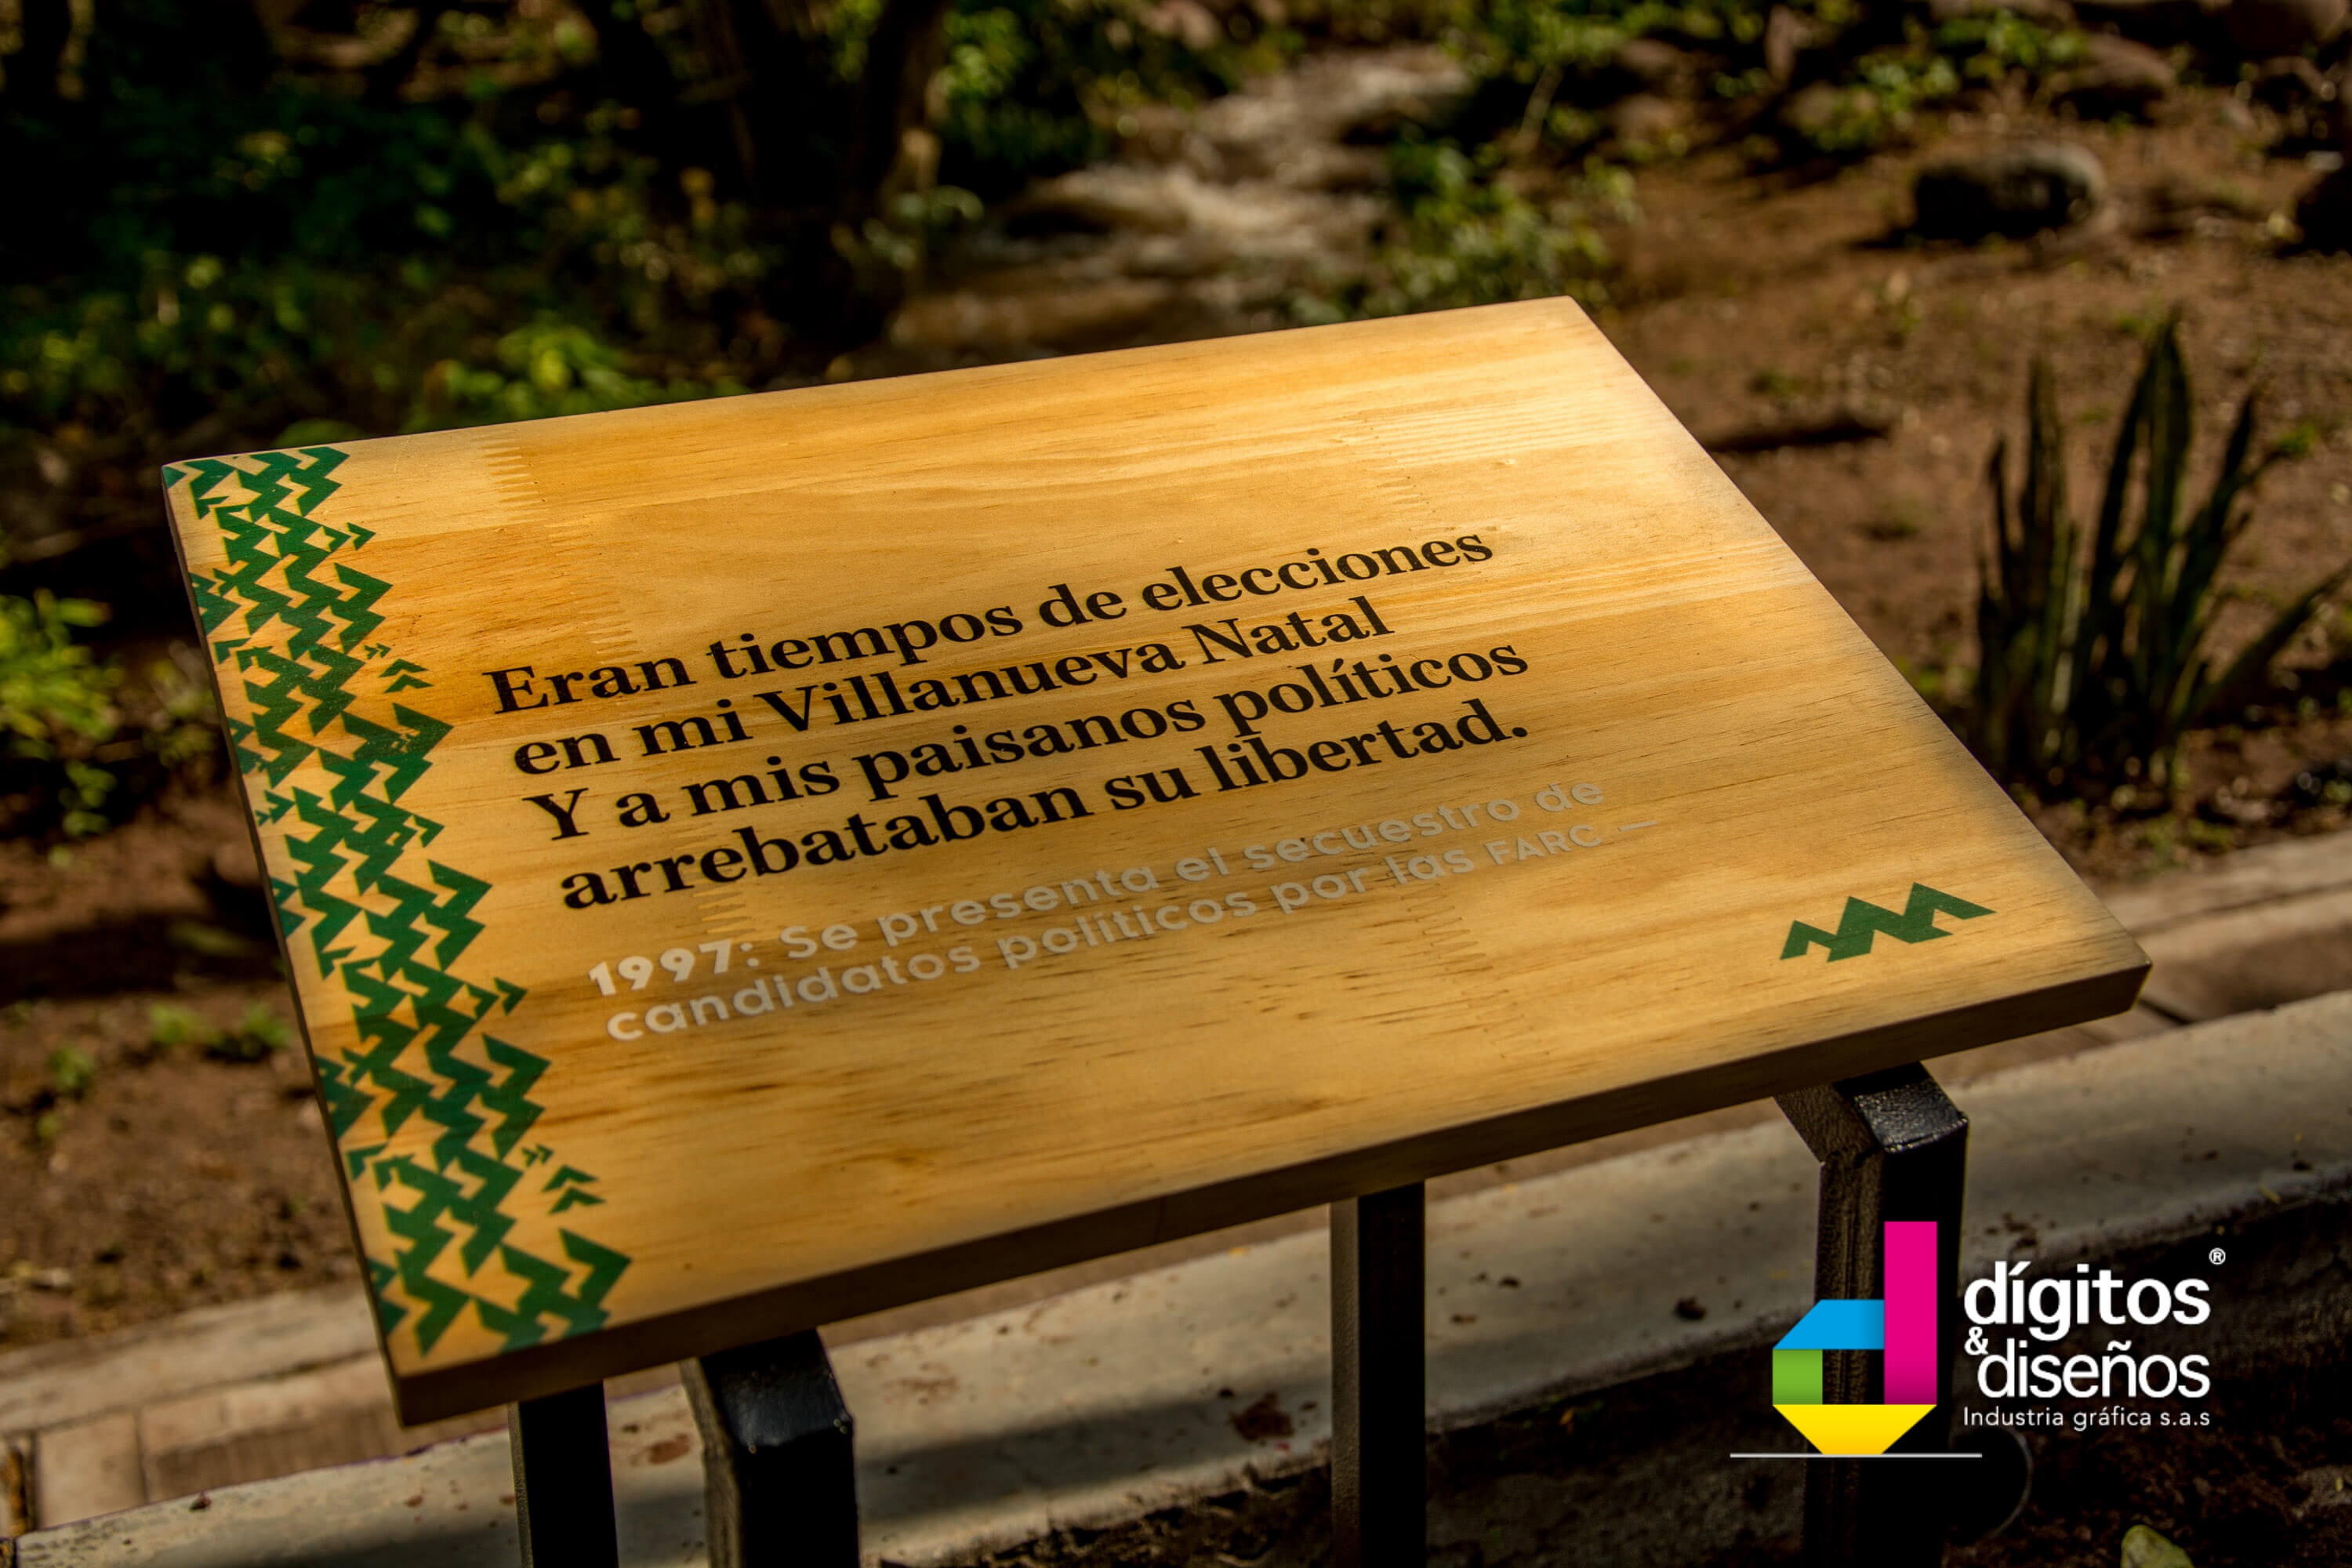 Eran tiempos de elecciones
en mi Villanueva Natal
Y a mis paisanos políticos
arrebataban su libertad.
1997: Se presenta el secuestro de
candidatos políticos por las FARC —
dígitos®
&diseños
Industria gráfica s.a.s